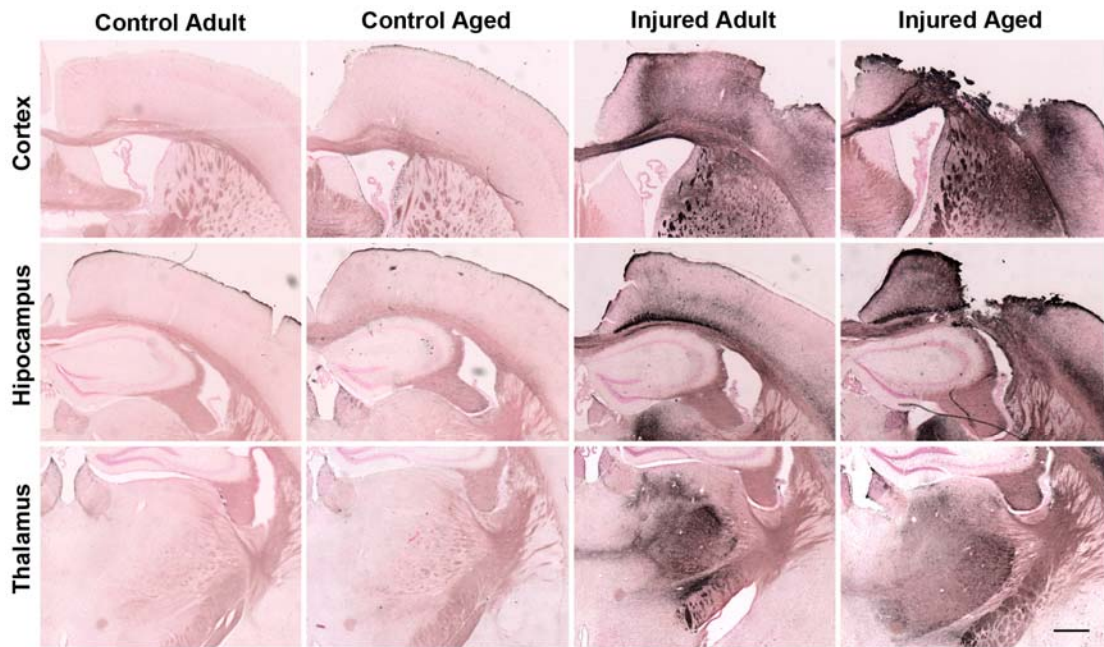 Control Adult Control Aged Injured Adult Injured Aged
Cortex
Hipocampus
Thalamus